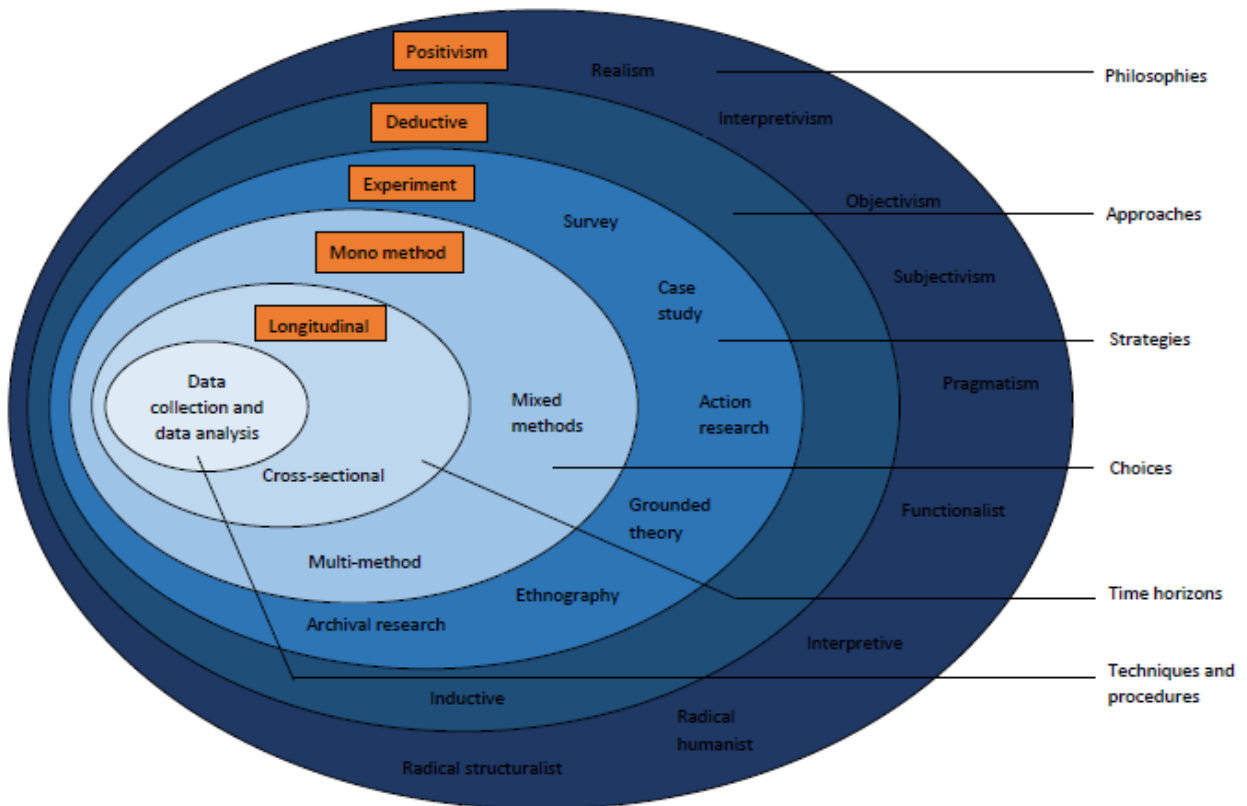 Positivism
Realism
Philosophies
Deductive
Interpretivism
Experiment
Objectivism
Survey
Approaches
Mono method
Subjectivism
Case
study
Longitudinal
Strategies
Data
collection and
data analysis
Pragmatism
Mixed
methods
Action
research
Choices
Cross-sectional
Grounded
theory
Functionalist
Multi-method
Ethnography
Time horizons
Archival research
Interpretive
Techniques and
procedures
Inductive
Radical
humanist
Radical structuralist